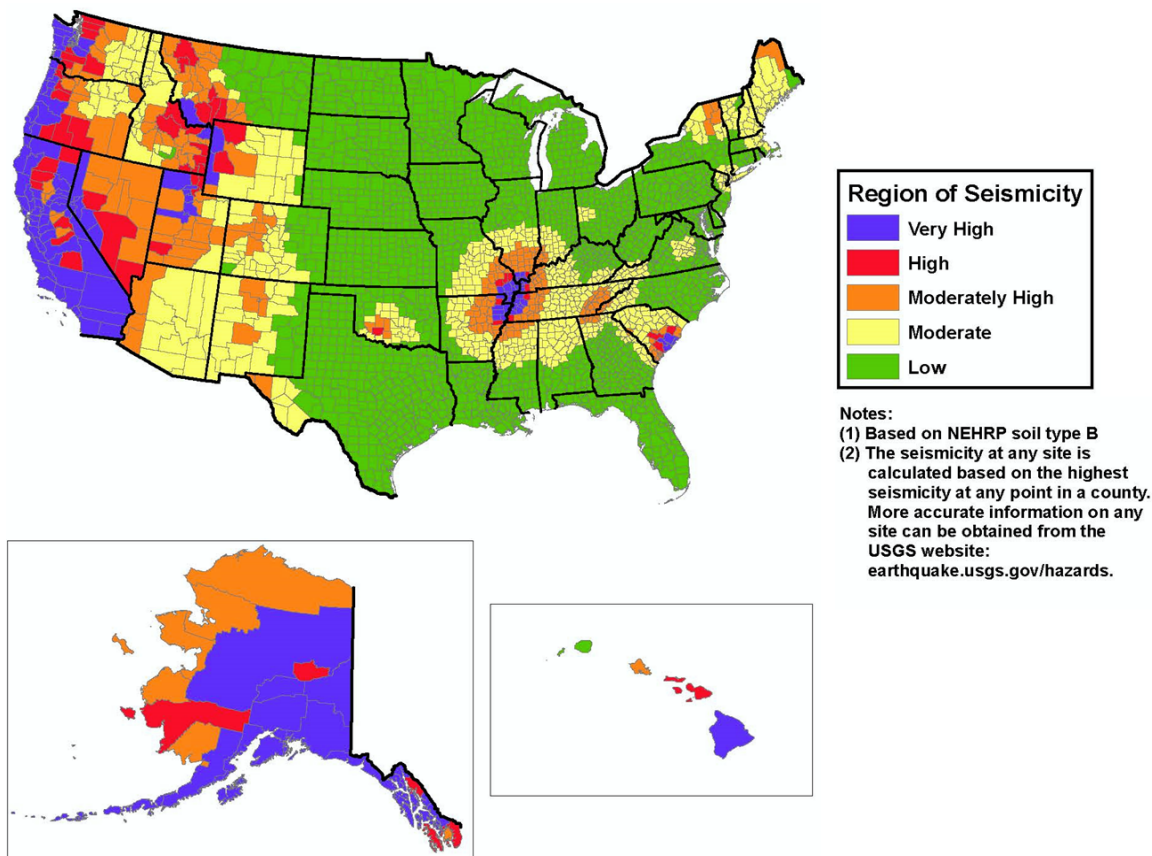 Region of Seismicity
Very High
High
Moderately High
Moderate
Low
Notes:
(1) Based on NEHRP soil type B
(2) The seismicity at any site is
calculated based on the highest
seismicity at any point in a county.
More accurate information on any
site can be obtained from the
USGS website:
earthquake.usgs.gov/hazards.